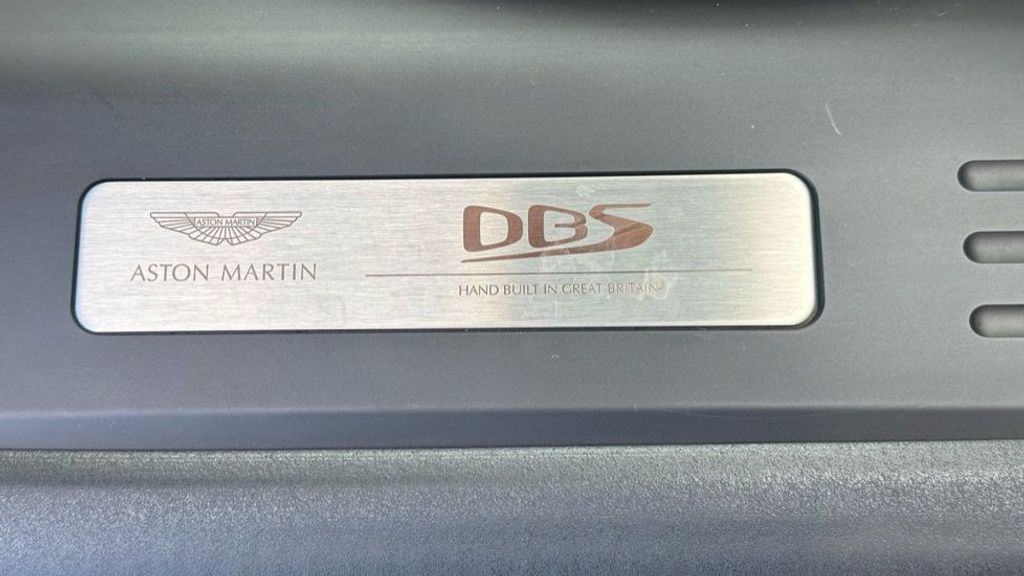 ASTON MARTIN
ASTON MARTIN
DBS
HAND BUILT IN GREAT BRITAIN